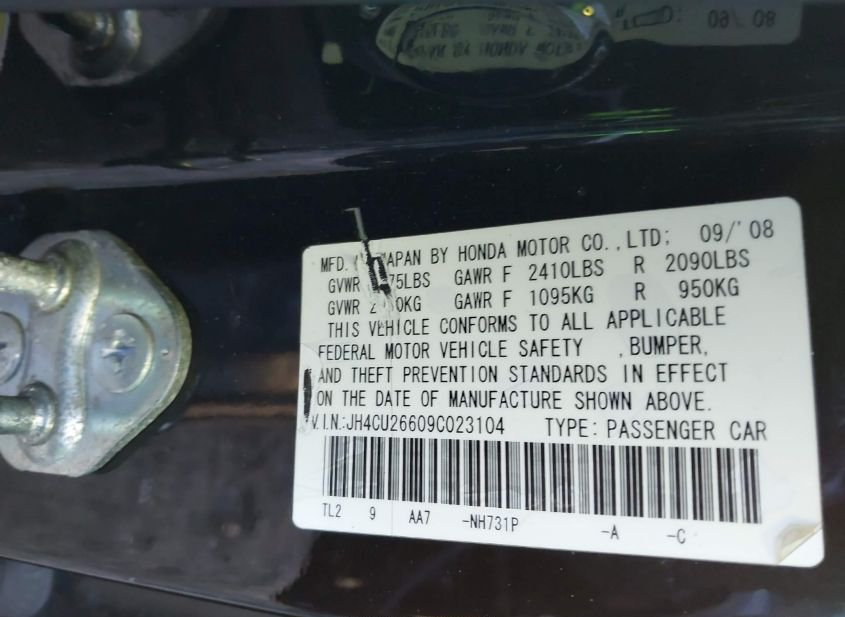 MFD. JAPAN BY HONDA MOTOR CO.,LTD; 09/'08
GVWR 75LBS GAWR F 2410LBS R 2090LBS
GVWR 2 0KG GAWR F 1095KG R 950KG
THIS VEHICLE CONFORMS TO ALL APPLICABLE
FEDERAL MOTOR VEHICLE SAFETY ,BUMPER,
AND THEFT PREVENTION STANDARDS IN EFFECT
ON THE DATE OF MANUFACTURE SHOWN ABOVE.
V.I.N.:JH4CU26609C023104 TYPE: PASSENGER CAR
TL2 9 AA7 -NH731P -A -C